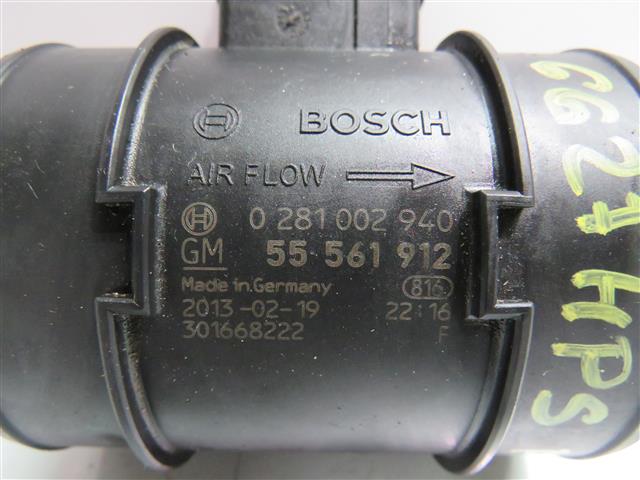 BOSCH
AIR FLOW
0 281 002 940
GM 55 561 912
Made in Germany 816
2013-02-19 22:16
301668222 F
HPS